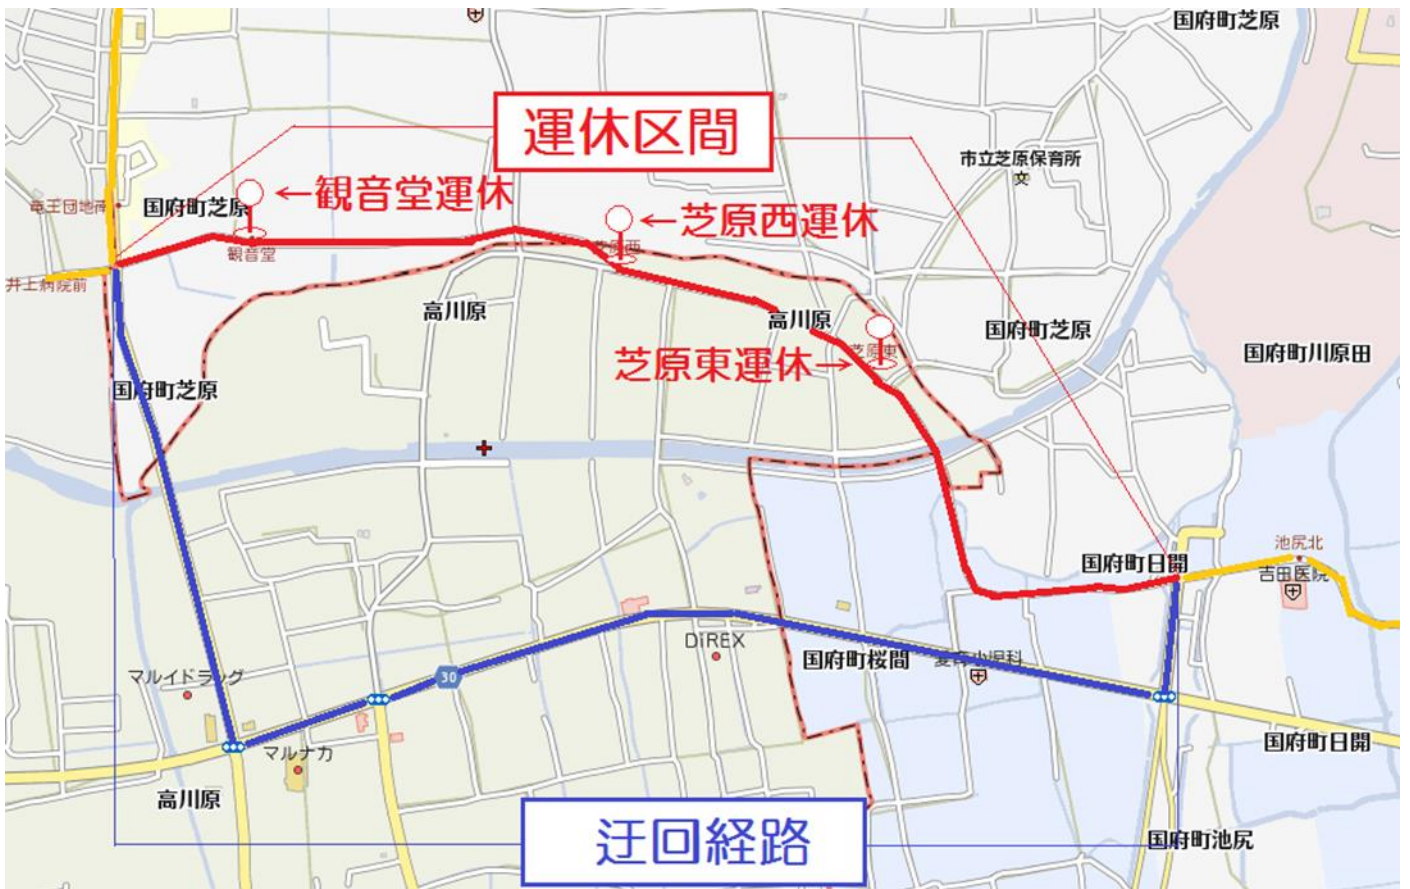 国府町芝原
運休区間
市立芝原保育所
←観音堂運休
竜王団地南
国府町芝原
←芝原西運休
芝原西
観音堂
井上病院前
高川原
高川原
国府町芝原
芝原東
国府町川原田
芝原東運休→
国府町芝原
池尻北
国府町日開
吉田医院
DiREX
国府町桜間
愛育小児科
マルイドラッグ
30
国府町日開
マルナカ
高川原
迂回経路
国府町池尻